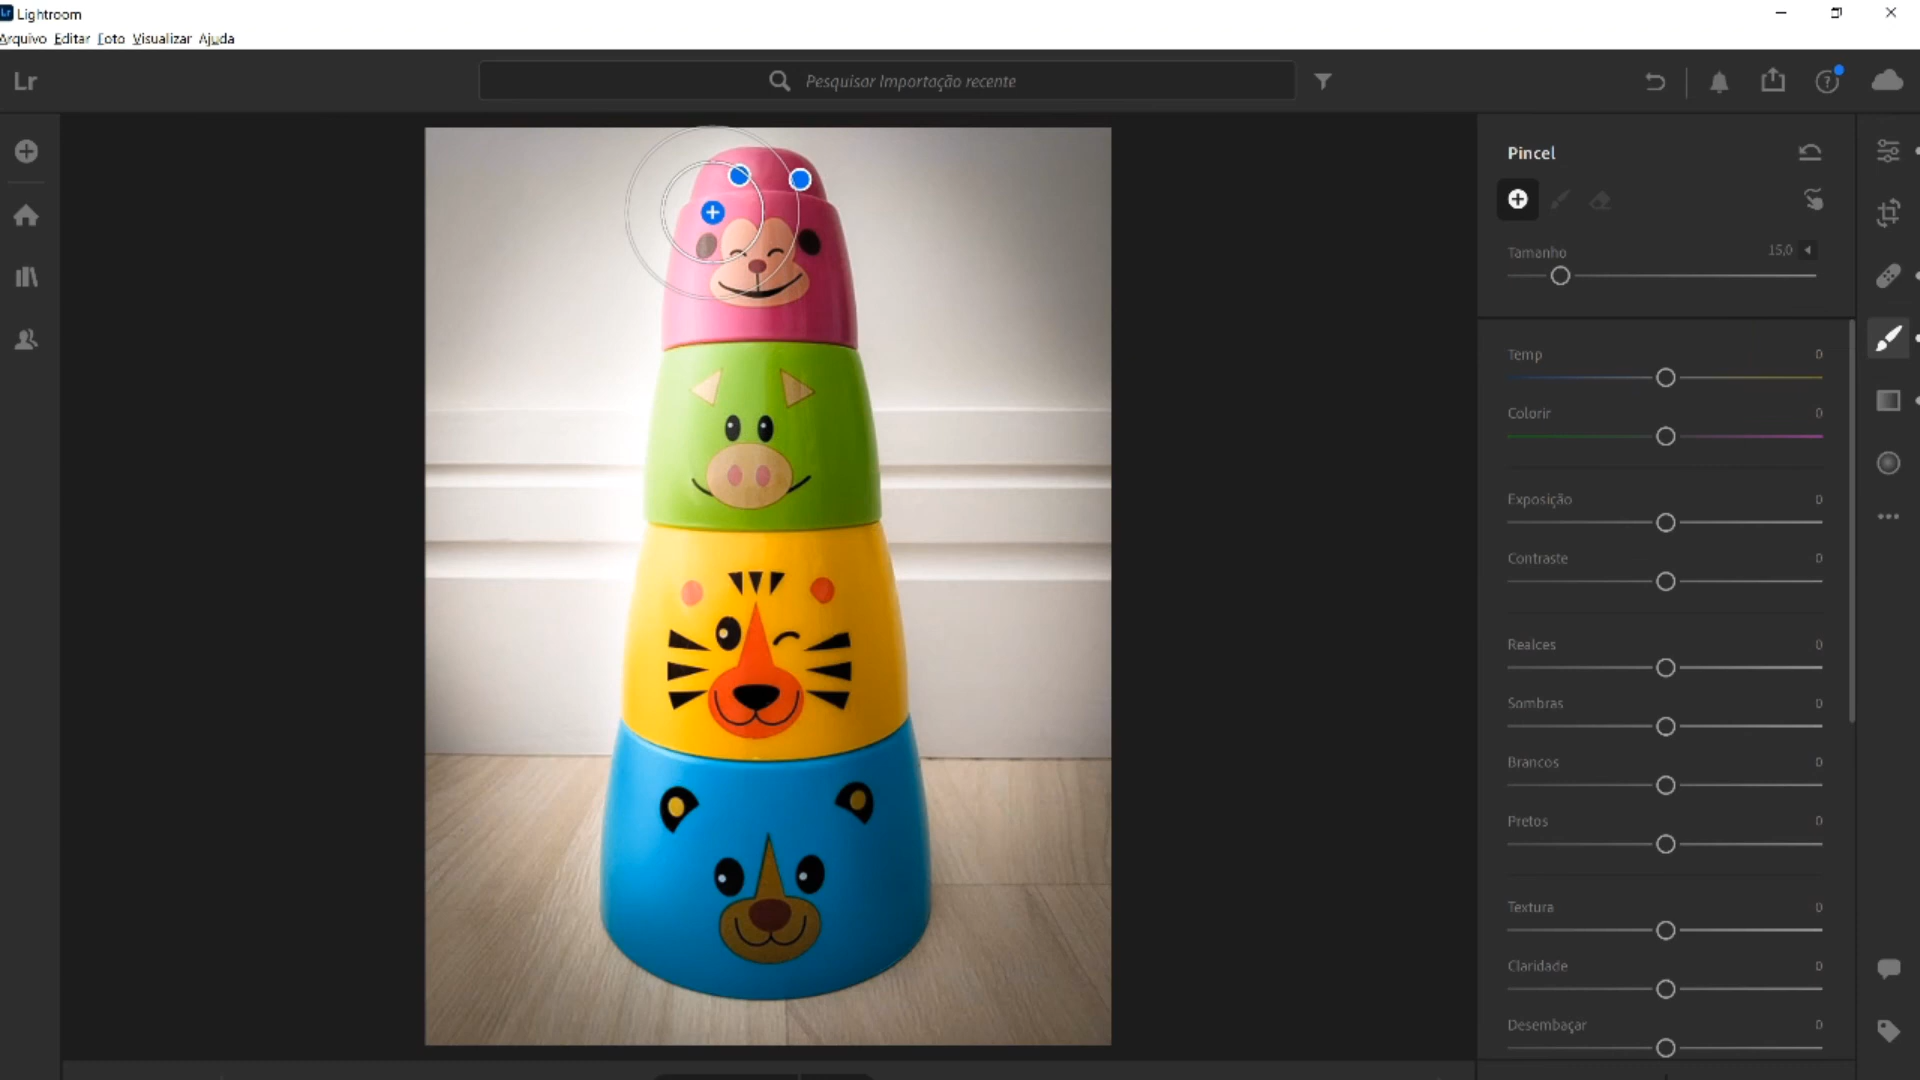 Lr Lightroom
Arquivo Editar Foto Visualizar Ajuda
Lr
Pesquisar Importação recente
?
Pincel
Tamanho 15,0
Temp 0
Colorir 0
Exposição 0
Contraste 0
Realces 0
Sombras 0
Brancos 0
Pretos 0
Textura 0
Claridade 0
Desembaçar 0